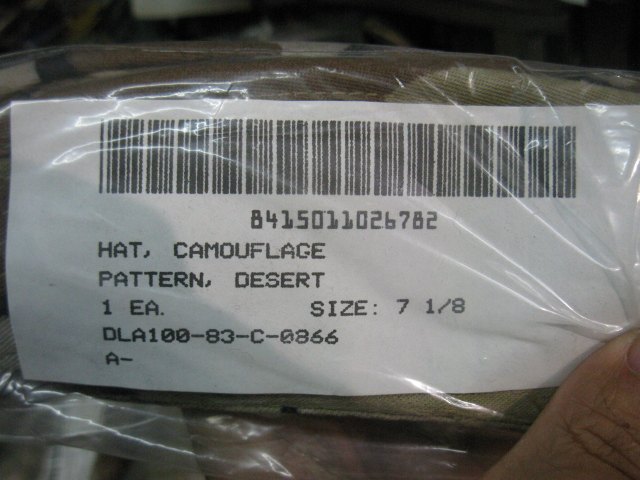 8415011026782
HAT, CAMOUFLAGE
PATTERN, DESERT
1 EA. SIZE: 7 1/8
DLA100-83-C-0866
A-